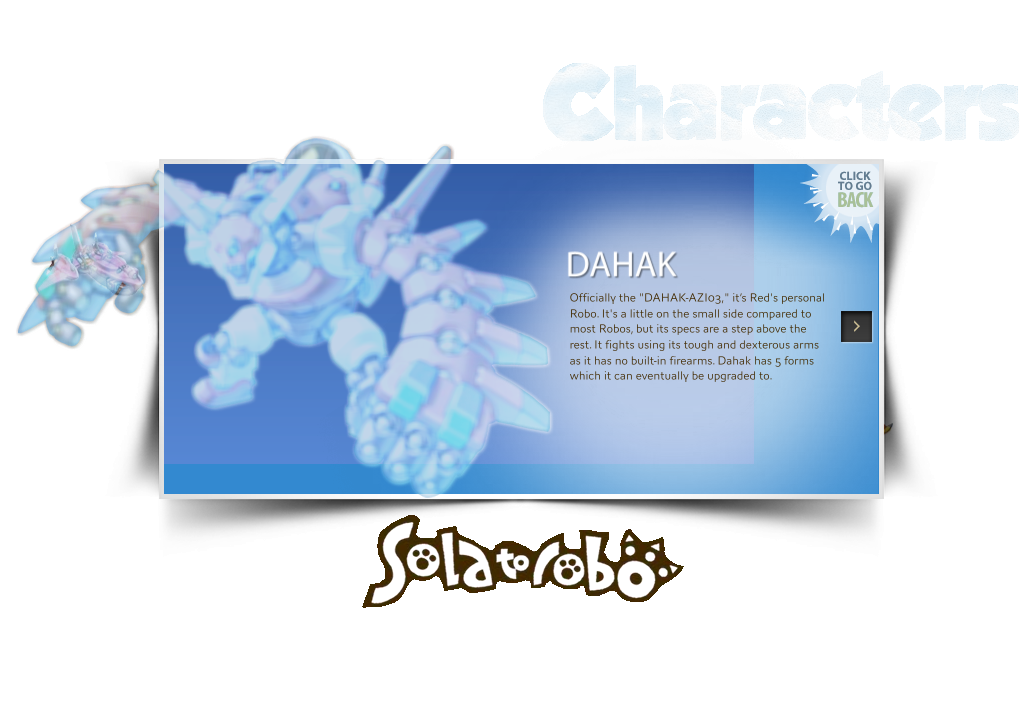 Characters
CLICK
TO GO
BACK
DAHAK
Officially the "DAHAK-AZI03," it's Red's personal
Robo. It's a little on the small side compared to
most Robos, but its specs are a step above the
rest. It fights using its tough and dexterous arms
as it has no built-in firearms. Dahak has 5 forms
which it can eventually be upgraded to.
Solatorobo